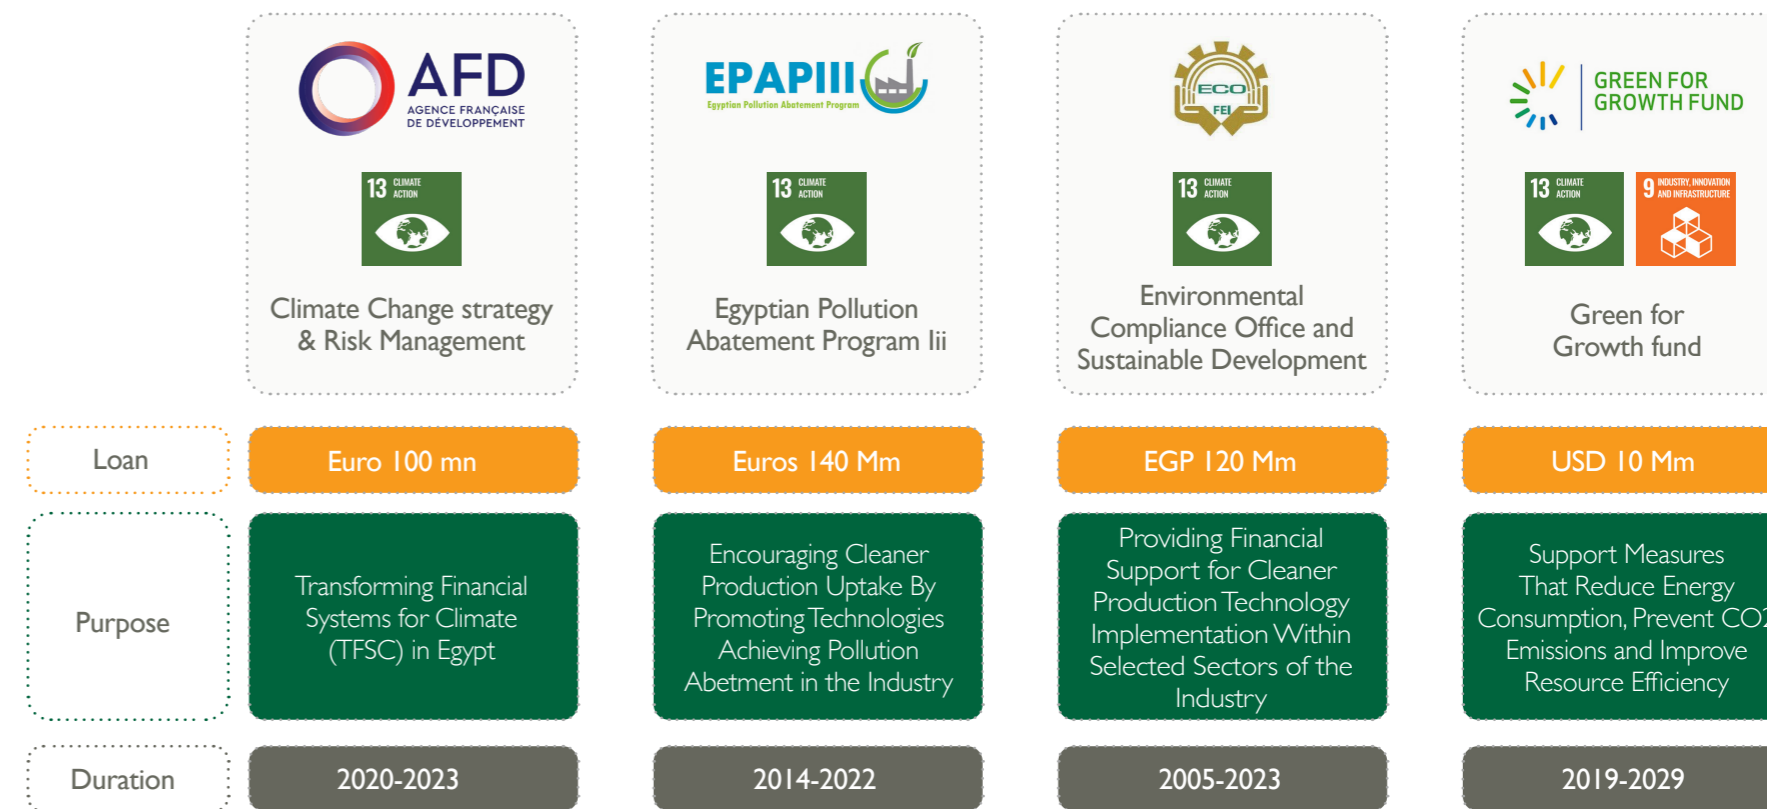 AFD
AGENCE FRANÇAISE
DE DÉVELOPPEMENT
13 CLIMATE
ACTION
Climate Change strategy
& Risk Management
EPAPIII
Egyptian Pollution Abatement Program
13 CLIMATE
ACTION
Egyptian Pollution
Abatement Program Iii
ECO
FEI
13 CLIMATE
ACTION
Environmental
Compliance Office and
Sustainable Development
GREEN FOR
GROWTH FUND
13 CLIMATE
ACTION
9 INDUSTRY, INNOVATION
AND INFRASTRUCTURE
Green for
Growth fund
Loan
Euro 100 mn
Euros 140 Mm
EGP 120 Mm
USD 10 Mm
Purpose
Transforming Financial
Systems for Climate
(TFSC) in Egypt
Encouraging Cleaner
Production Uptake By
Promoting Technologies
Achieving Pollution
Abetment in the Industry
Providing Financial
Support for Cleaner
Production Technology
Implementation Within
Selected Sectors of the
Industry
Support Measures
That Reduce Energy
Consumption, Prevent CO2
Emissions and Improve
Resource Efficiency
Duration
2020-2023
2014-2022
2005-2023
2019-2029